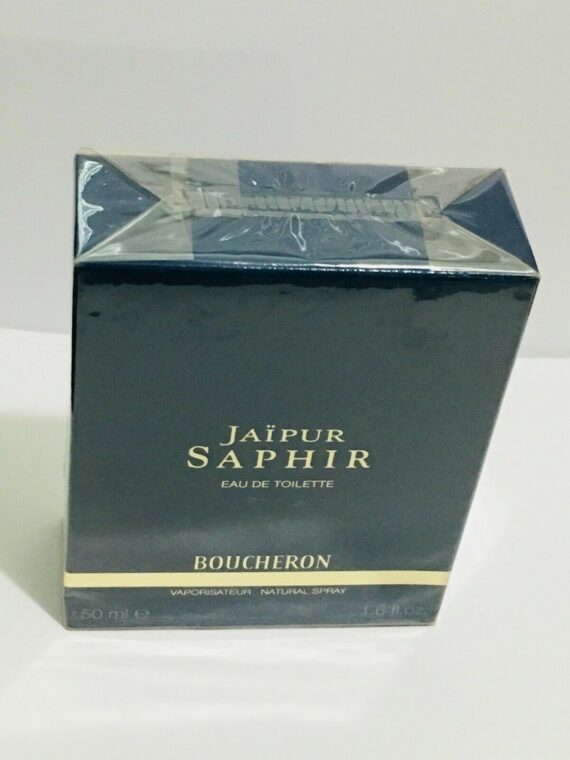 JAÏPUR
SAPHIR
EAU DE TOILETTE
BOUCHERON
VAPORISATEUR NATURAL SPRAY
50 ml e 1.6 fl.oz.